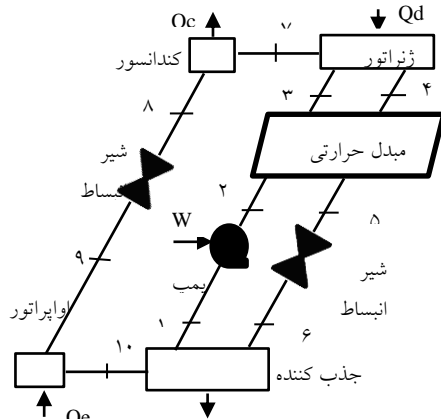 Qc
Qd
۷
کندانسور
ژنراتور
۸
۳
۴
شیر
انبساط
مبدل حرارتی
۲
۵
W
۹
شیر
انبساط
پمپ
اواپراتور
۱
۶
۱۰
جذب کننده
Qe